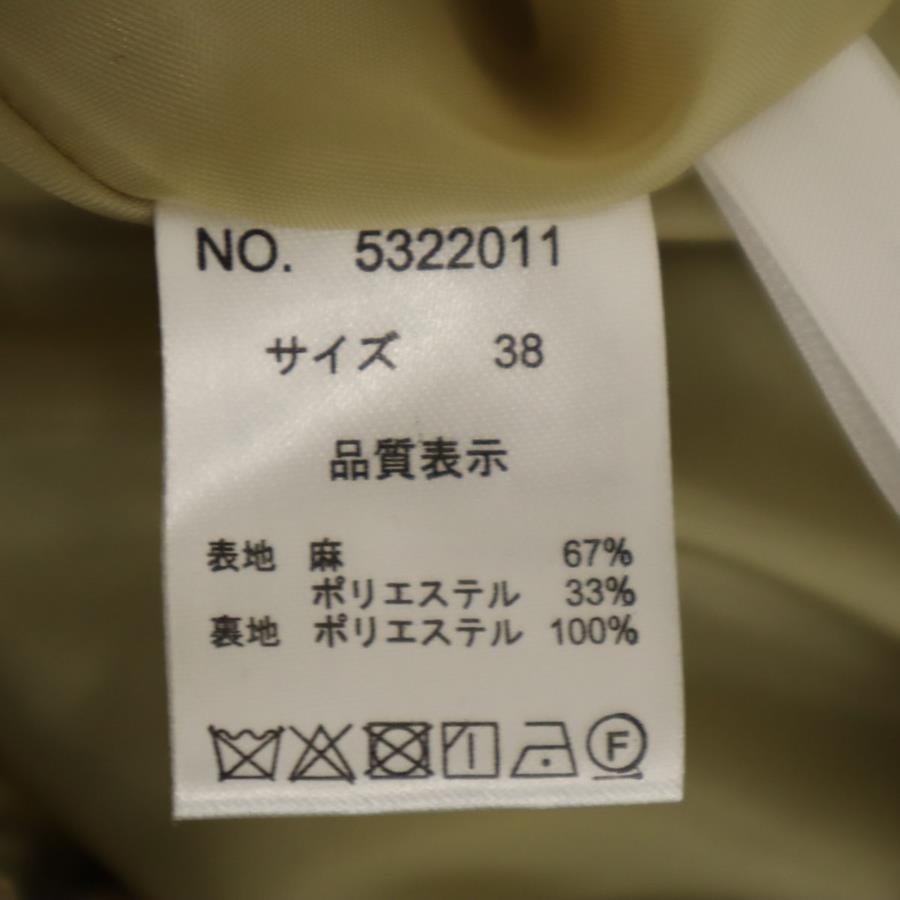 NO. 5322011
サイズ 38
品質表示
表地 麻 67%
ポリエステル 33%
裏地 ポリエステル 100%
F